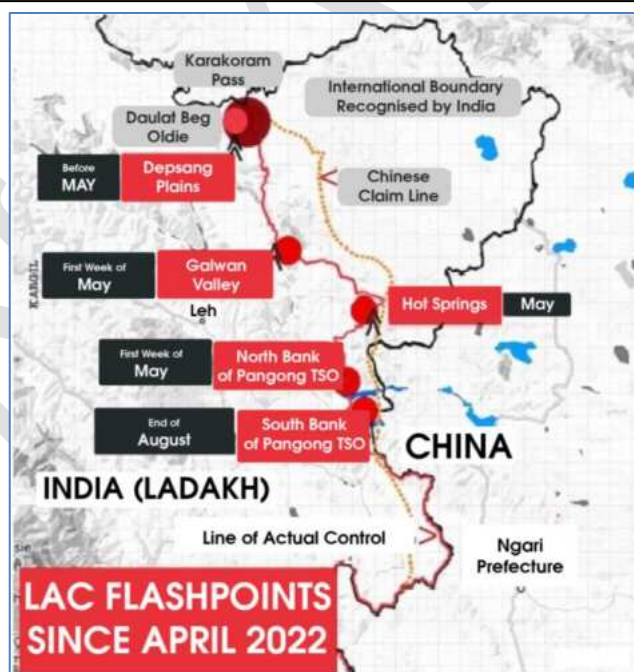 Karakoram
Pass
International Boundary
Recognised by India
Daulat Beg
Oldie
Before
MAY
Depsang
Plains
Chinese
Claim Line
First Week of
May
Galwan
Valley
KARGIL
Leh
Hot Springs
May
First Week of
May
North Bank
of Pangong TSO
End of
August
South Bank
of Pangong TSO
CHINA
INDIA (LADAKH)
Line of Actual Control
Ngari
Prefecture
LAC FLASHPOINTS
SINCE APRIL 2022